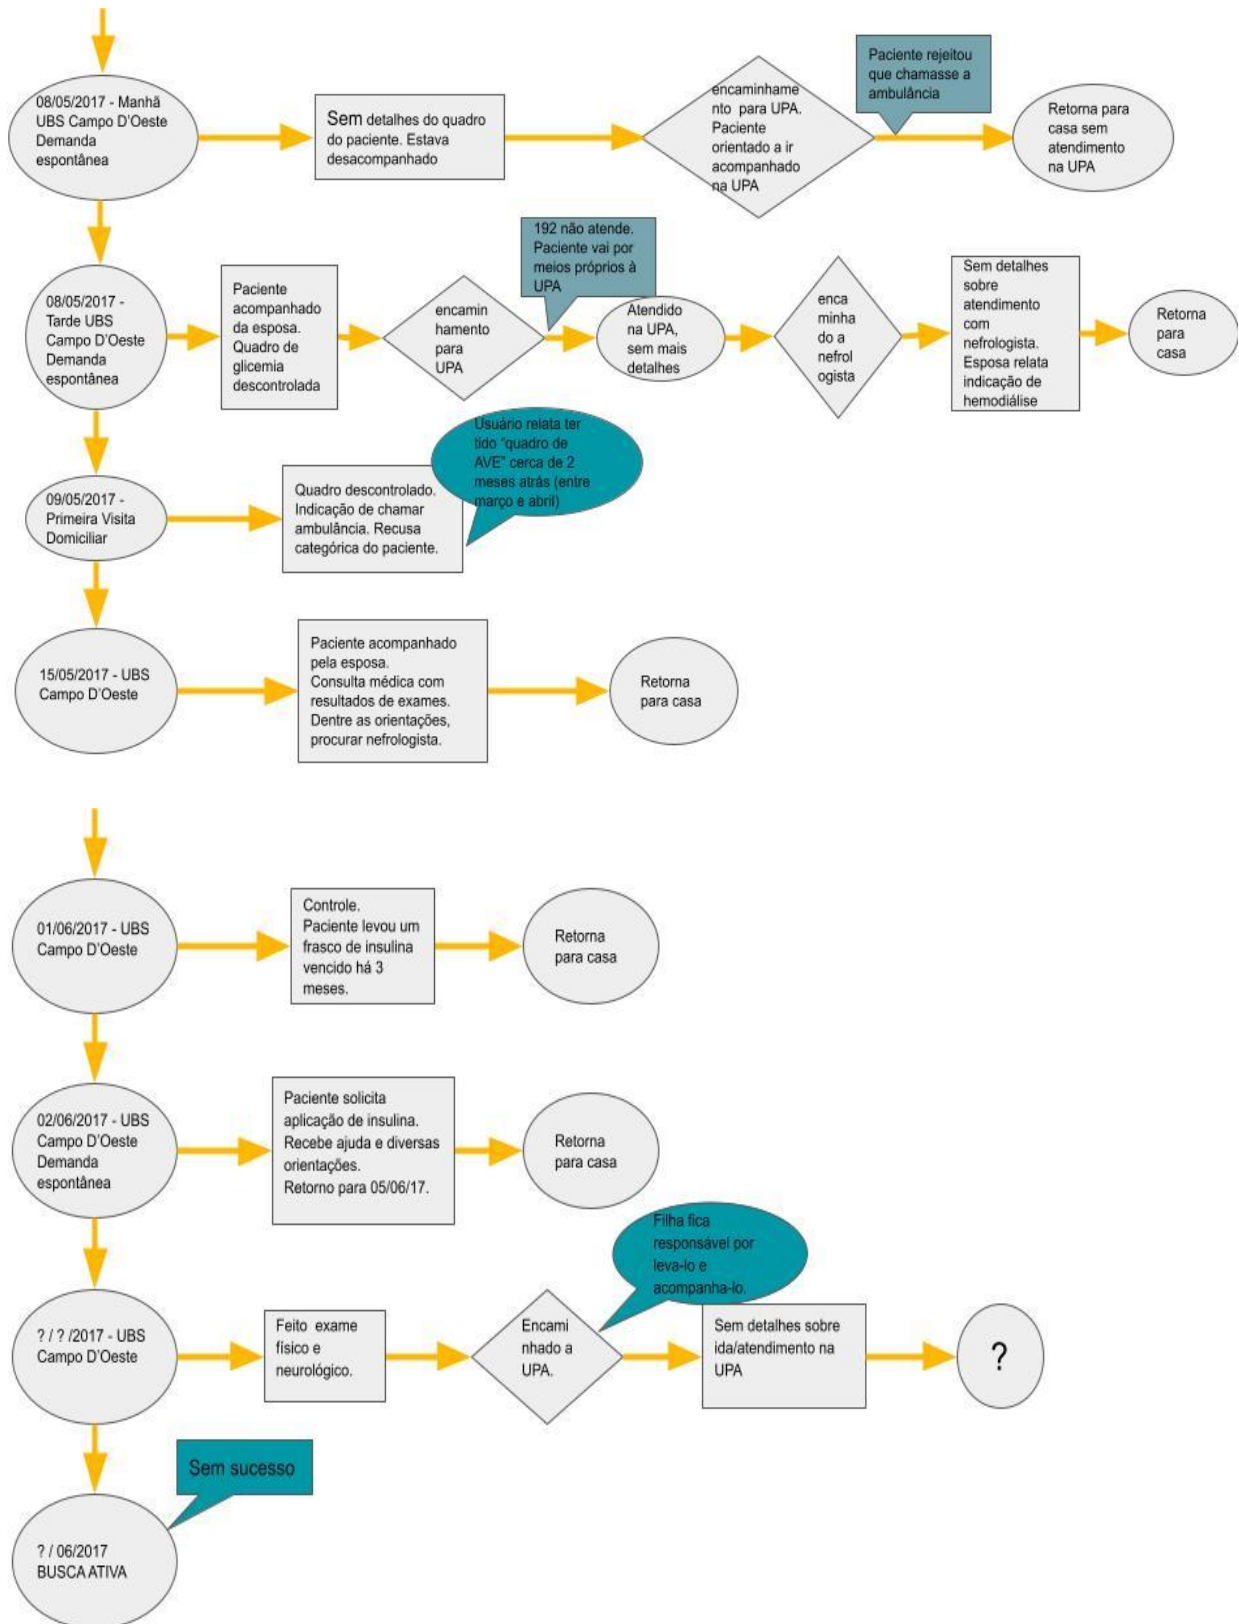 08/05/2017 - Manhã
UBS Campo D'Oeste
Demanda
espontânea
Sem detalhes do quadro
do paciente. Estava
desacompanhado
encaminhame
nto para UPA.
Paciente
orientado a ir
acompanhado
na UPA
Paciente rejeitou
que chamasse a
ambulância
Retorna para
casa sem
atendimento
na UPA
08/05/2017 -
Tarde UBS
Campo D'Oeste
Demanda
espontânea
Paciente
acompanhado
da esposa.
Quadro de
glicemia
descontrolada
encamin
hamento
para
UPA
192 não atende.
Paciente vai por
meios próprios à
UPA
Atendido
na UPA,
sem mais
detalhes
enca
minha
do a
nefrol
ogista
Sem detalhes
sobre
atendimento
com
nefrologista.
Esposa relata
indicação de
hemodiálise
Retorna
para
casa
09/05/2017 -
Primeira Visita
Domiciliar
Quadro descontrolado.
Indicação de chamar
ambulância. Recusa
categórica do paciente.
Usuário relata ter
tido "quadro de
AVE" cerca de 2
meses atrás (entre
março e abril)
15/05/2017 - UBS
Campo D'Oeste
Paciente acompanhado
pela esposa.
Consulta médica com
resultados de exames.
Dentre as orientações,
procurar nefrologista.
Retorna
para casa
01/06/2017 - UBS
Campo D'Oeste
Controle.
Paciente levou um
frasco de insulina
vencido há 3
meses.
Retorna
para casa
02/06/2017 - UBS
Campo D'Oeste
Demanda
espontânea
Paciente solicita
aplicação de insulina.
Recebe ajuda e diversas
orientações.
Retorno para 05/06/17.
Retorna
para casa
? / ? /2017 - UBS
Campo D'Oeste
Feito exame
físico e
neurológico.
Encami
nhado a
UPA.
Filha fica
responsável por
leva-lo e
acompanha-lo.
Sem detalhes sobre
ida/atendimento na
UPA
?
Sem sucesso
? / 06/2017
BUSCA ATIVA